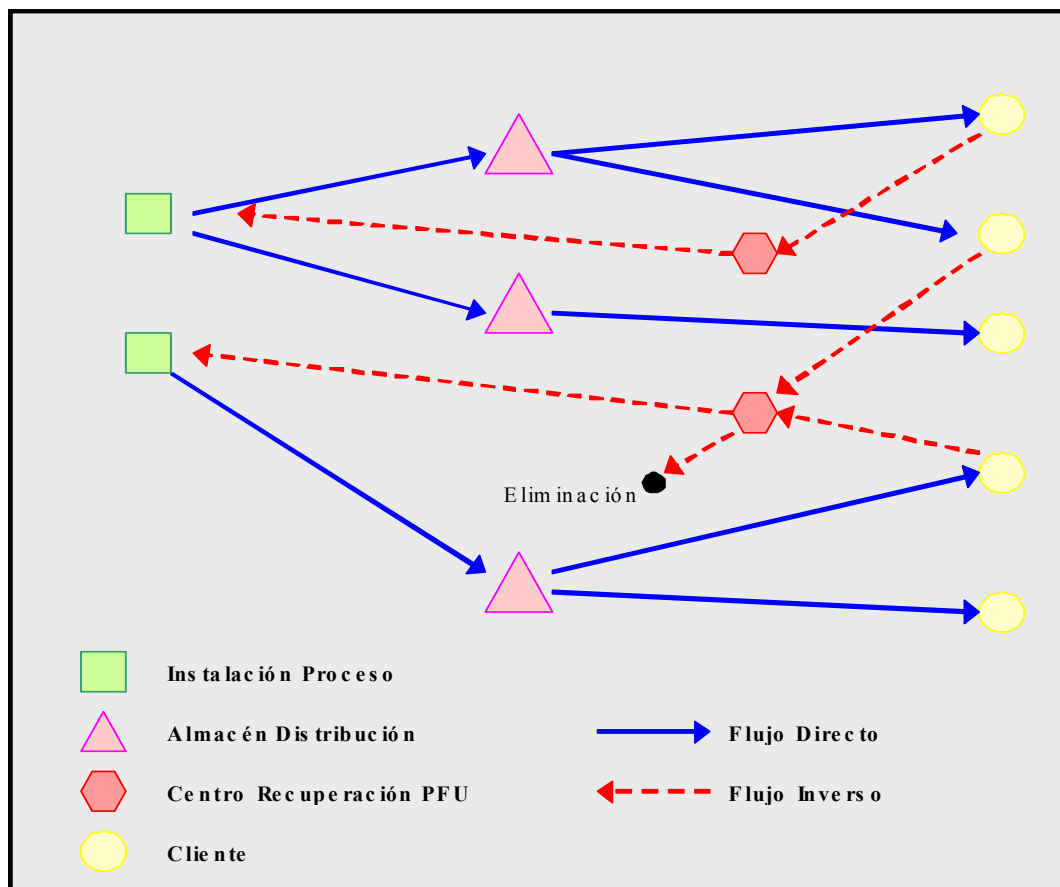 Eliminación
Instalación Proceso
Almacén Distribución
Flujo Directo
Centro Recuperación PFU
Flujo Inverso
Cliente